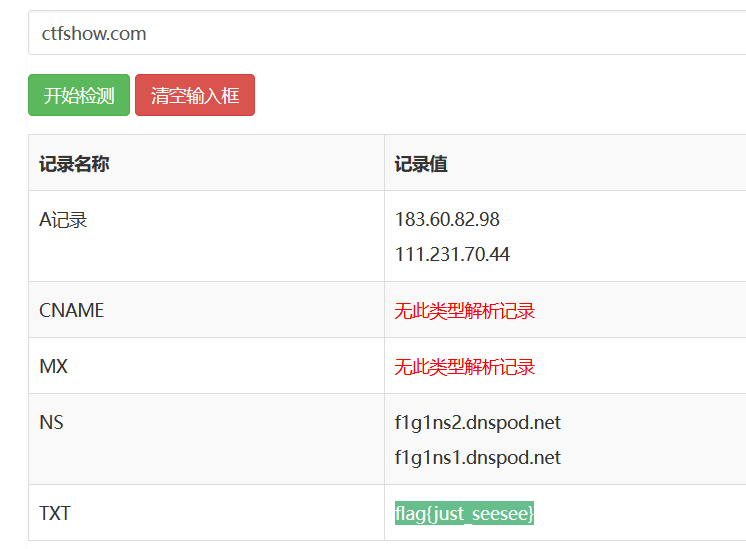 ctfshow.com
开始检测 清空输入框
记录名称 记录值
A记录 183.60.82.98
111.231.70.44
CNAME 无此类型解析记录
MX 无此类型解析记录
NS f1g1ns2.dnspod.net
f1g1ns1.dnspod.net
TXT flag{just_seesee}